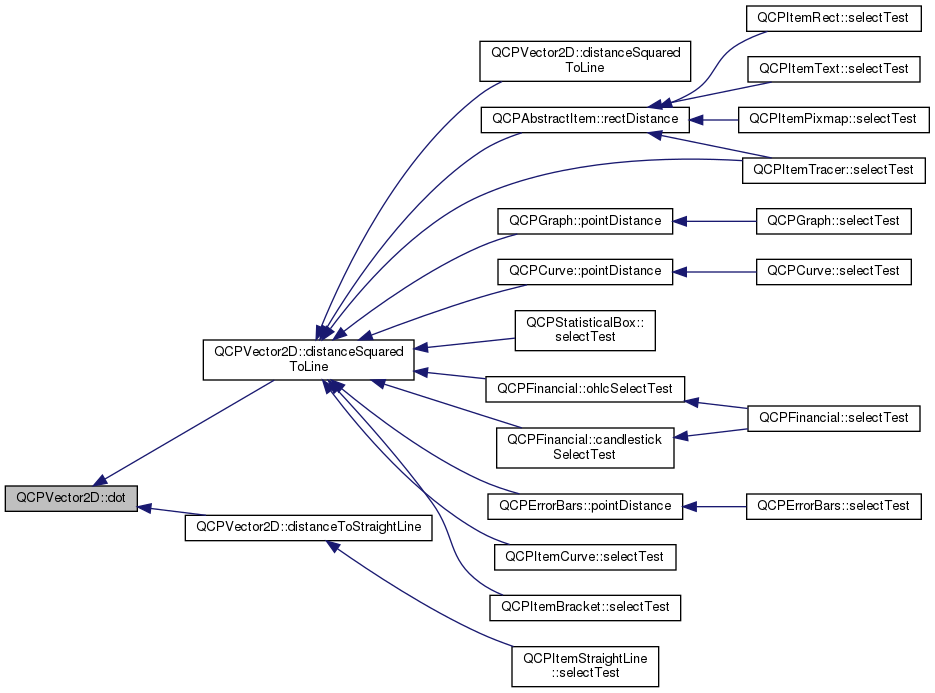 QCPItemRect::selectTest
QCPVector2D::distanceSquared
ToLine
QCPItemText::selectTest
QCPAbstractItem::rectDistance
QCPItemPixmap::selectTest
QCPItemTracer::selectTest
QCPGraph::pointDistance
QCPGraph::selectTest
QCPCurve::pointDistance
QCPCurve::selectTest
QCPStatisticalBox::
selectTest
QCPVector2D::distanceSquared
ToLine
QCPFinancial::ohlcSelectTest
QCPFinancial::selectTest
QCPFinancial::candlestick
SelectTest
QCPVector2D::dot
QCPErrorBars::pointDistance
QCPErrorBars::selectTest
QCPVector2D::distanceToStraightLine
QCPItemCurve::selectTest
QCPItemBracket::selectTest
QCPItemStraightLine
::selectTest